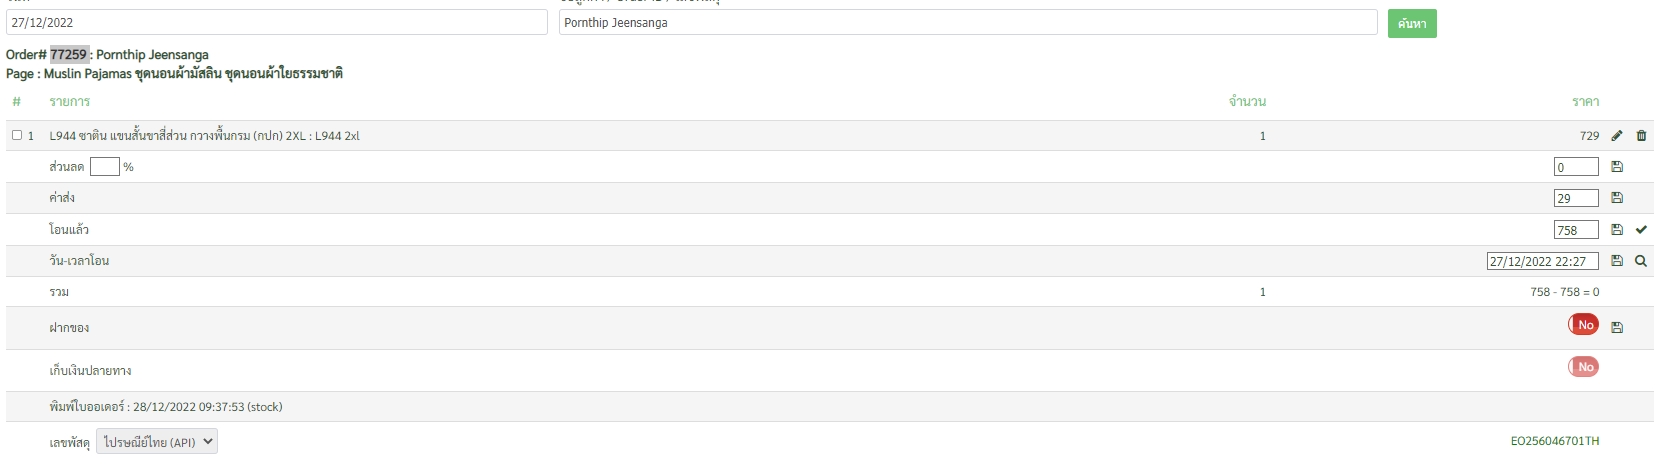 27/12/2022
Pornthip Jeensanga
ค้นหา
Order# 77259 : Pornthip Jeensanga
Page : Muslin Pajamas ชุดนอนผ้ามัสลิน ชุดนอนผ้าใยธรรมชาติ
# รายการ จำนวน ราคา
1 L944 ซาติน แขนสั้นขาสี่ส่วน กวางพื้นกรม (กปก) 2XL : L944 2xl 1 729
ส่วนลด % 0
ค่าส่ง 29
โอนแล้ว 758
วัน-เวลาโอน 27/12/2022 22:27
รวม 1 758 - 758 = 0
ฝากของ No
เก็บเงินปลายทาง No
พิมพ์ใบออเดอร์ : 28/12/2022 09:37:53 (stock)
เลขพัสดุ ไปรษณีย์ไทย (API) EO256046701TH